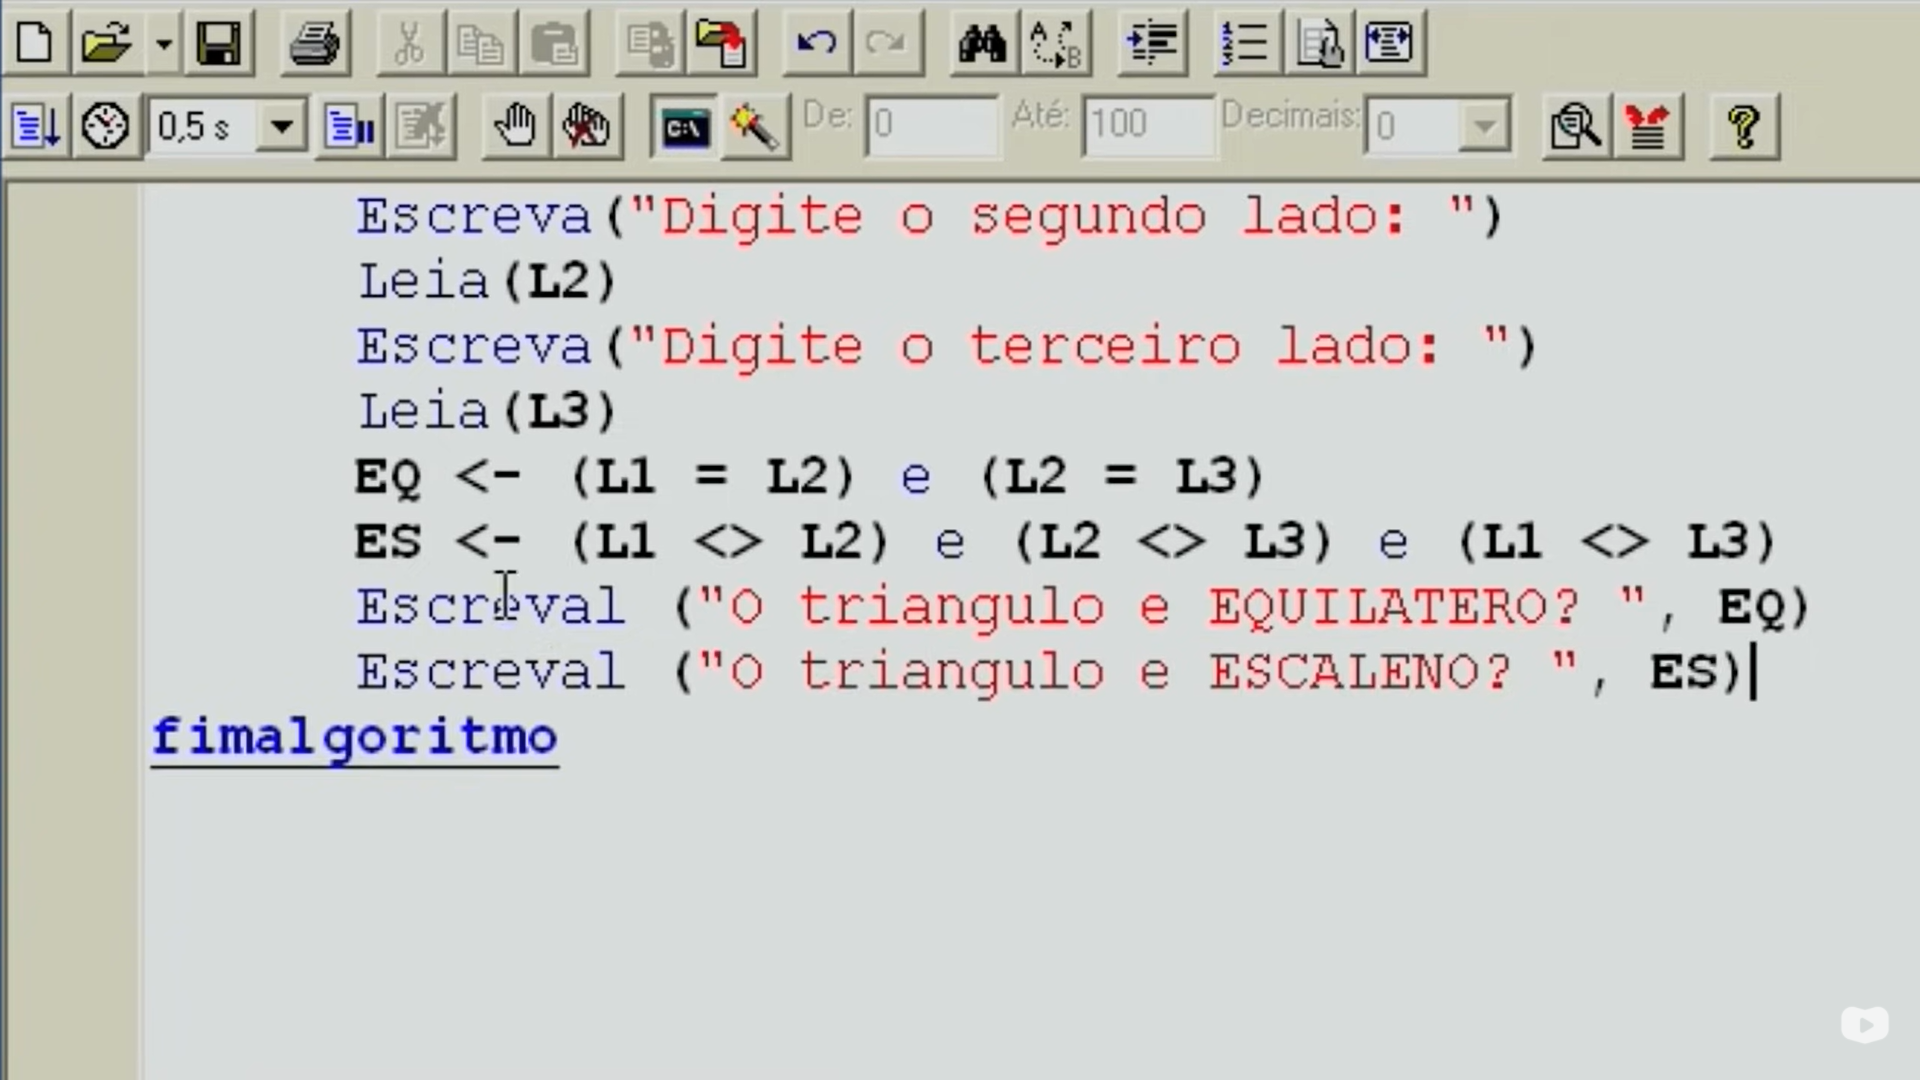 0,5 s De: 0 Até: 100 Decimais: 0
Escreva("Digite o segundo lado: ")
Leia(L2)
Escreva("Digite o terceiro lado: ")
Leia(L3)
EQ <- (L1 = L2) e (L2 = L3)
ES <- (L1 <> L2) e (L2 <> L3) e (L1 <> L3)
Escreval ("O triangulo e EQUILATERO? ", EQ)
Escreval ("O triangulo e ESCALENO? ", ES)
fimalgoritmo